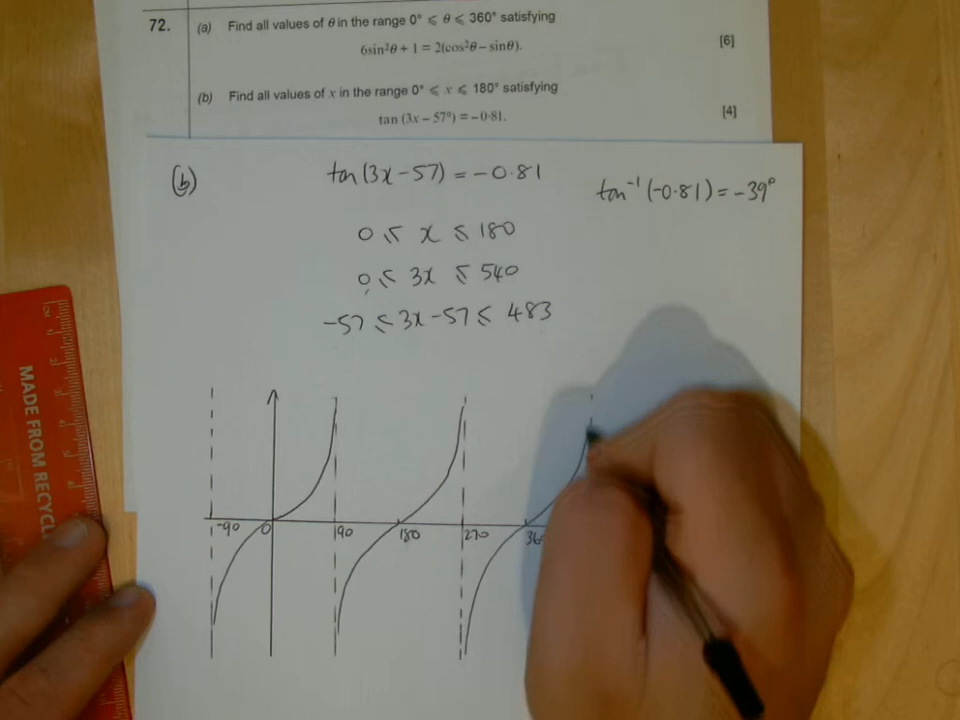 72. (a) Find all values of θ in the range 0° ⩽ θ ⩽ 360° satisfying
6sin²θ + 1 = 2(cos²θ – sinθ). [6]
(b) Find all values of x in the range 0° ⩽ x ⩽ 180° satisfying
tan (3x – 57°) = –0·81. [4]
(b) tan(3x - 57) = -0.81
tan⁻¹(-0.81) = -39°
0 ⩽ x ⩽ 180
0 ⩽ 3x ⩽ 540
-57 ⩽ 3x - 57 ⩽ 483
-90 0 90 180 270
MADE FROM